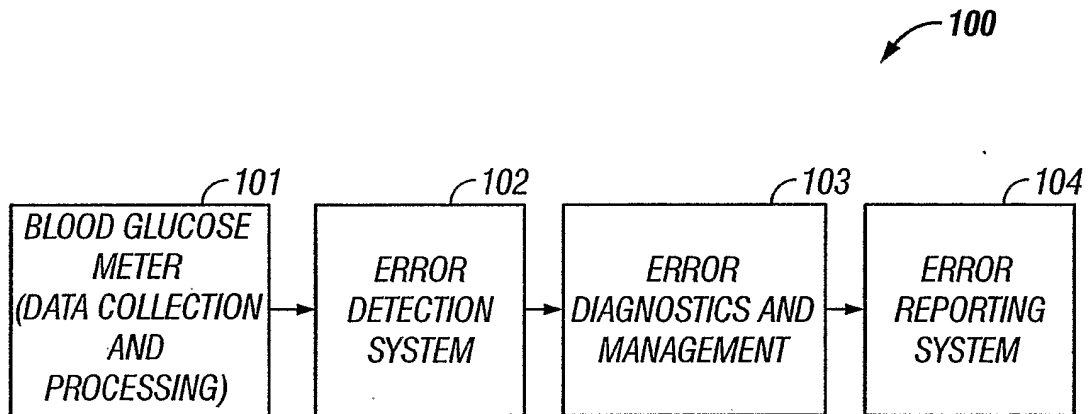 100
101
BLOOD GLUCOSE
METER
(DATA COLLECTION
AND
PROCESSING)
102
ERROR
DETECTION
SYSTEM
103
ERROR
DIAGNOSTICS AND
MANAGEMENT
104
ERROR
REPORTING
SYSTEM